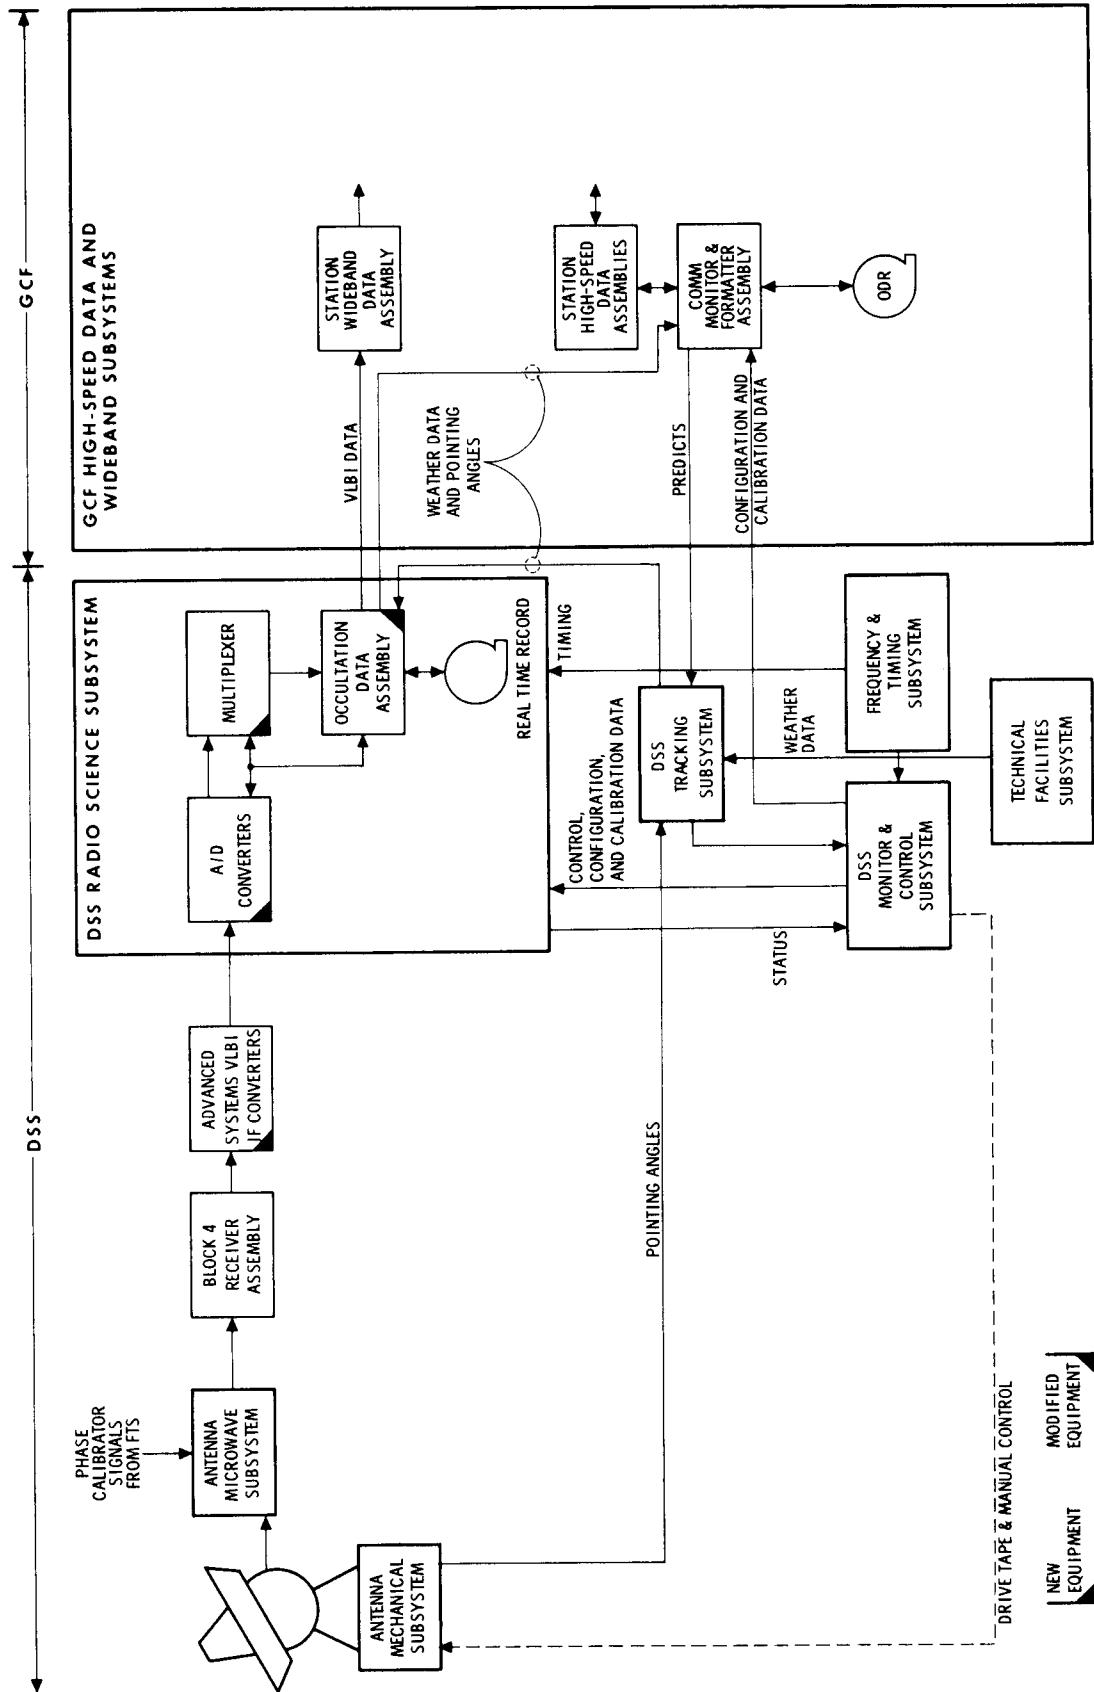 DSS
GCF
GCF HIGH-SPEED DATA AND
WIDEBAND SUBSYSTEMS
DSS RADIO SCIENCE SUBSYSTEM
PHASE
CALIBRATOR
SIGNALS
FROM FTS
ANTENNA
MICROWAVE
SUBSYSTEM
BLOCK 4
RECEIVER
ASSEMBLY
ADVANCED
SYSTEMS VLBI
IF CONVERTERS
A/D
CONVERTERS
MULTIPLEXER
OCCULTATION
DATA
ASSEMBLY
REAL TIME RECORD
VLBI DATA
STATION
WIDEBAND
DATA
ASSEMBLY
WEATHER DATA
AND POINTING
ANGLES
STATION
HIGH-SPEED
DATA
ASSEMBLIES
COMM
MONITOR &
FORMATTER
ASSEMBLY
ODR
PREDICTS
CONFIGURATION AND
CALIBRATION DATA
ANTENNA
MECHANICAL
SUBSYSTEM
POINTING ANGLES
CONTROL,
CONFIGURATION,
AND CALIBRATION DATA
TIMING
DSS
TRACKING
SUBSYSTEM
STATUS
WEATHER
DATA
DSS
MONITOR &
CONTROL
SUBSYSTEM
FREQUENCY &
TIMING
SUBSYSTEM
TECHNICAL
FACILITIES
SUBSYSTEM
DRIVE TAPE & MANUAL CONTROL
NEW
EQUIPMENT
MODIFIED
EQUIPMENT